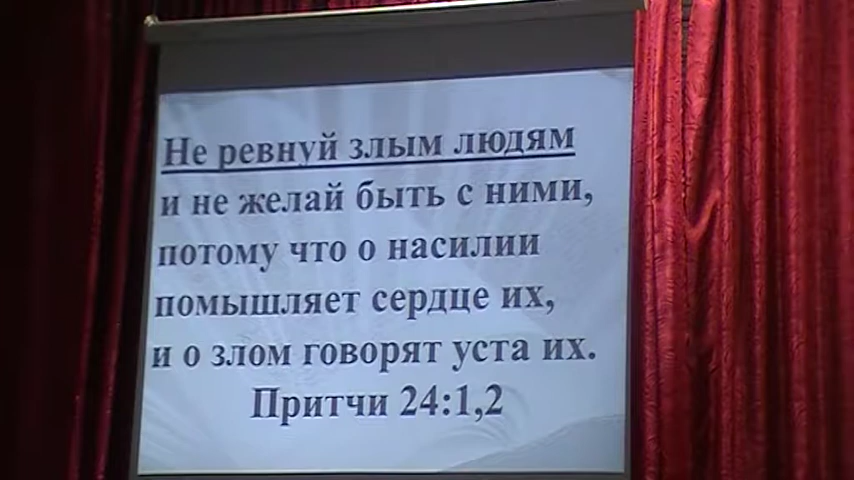 Не ревнуй злым людям
и не желай быть с ними,
потому что о насилии
помышляет сердце их,
и о злом говорят уста их.
Притчи 24:1,2